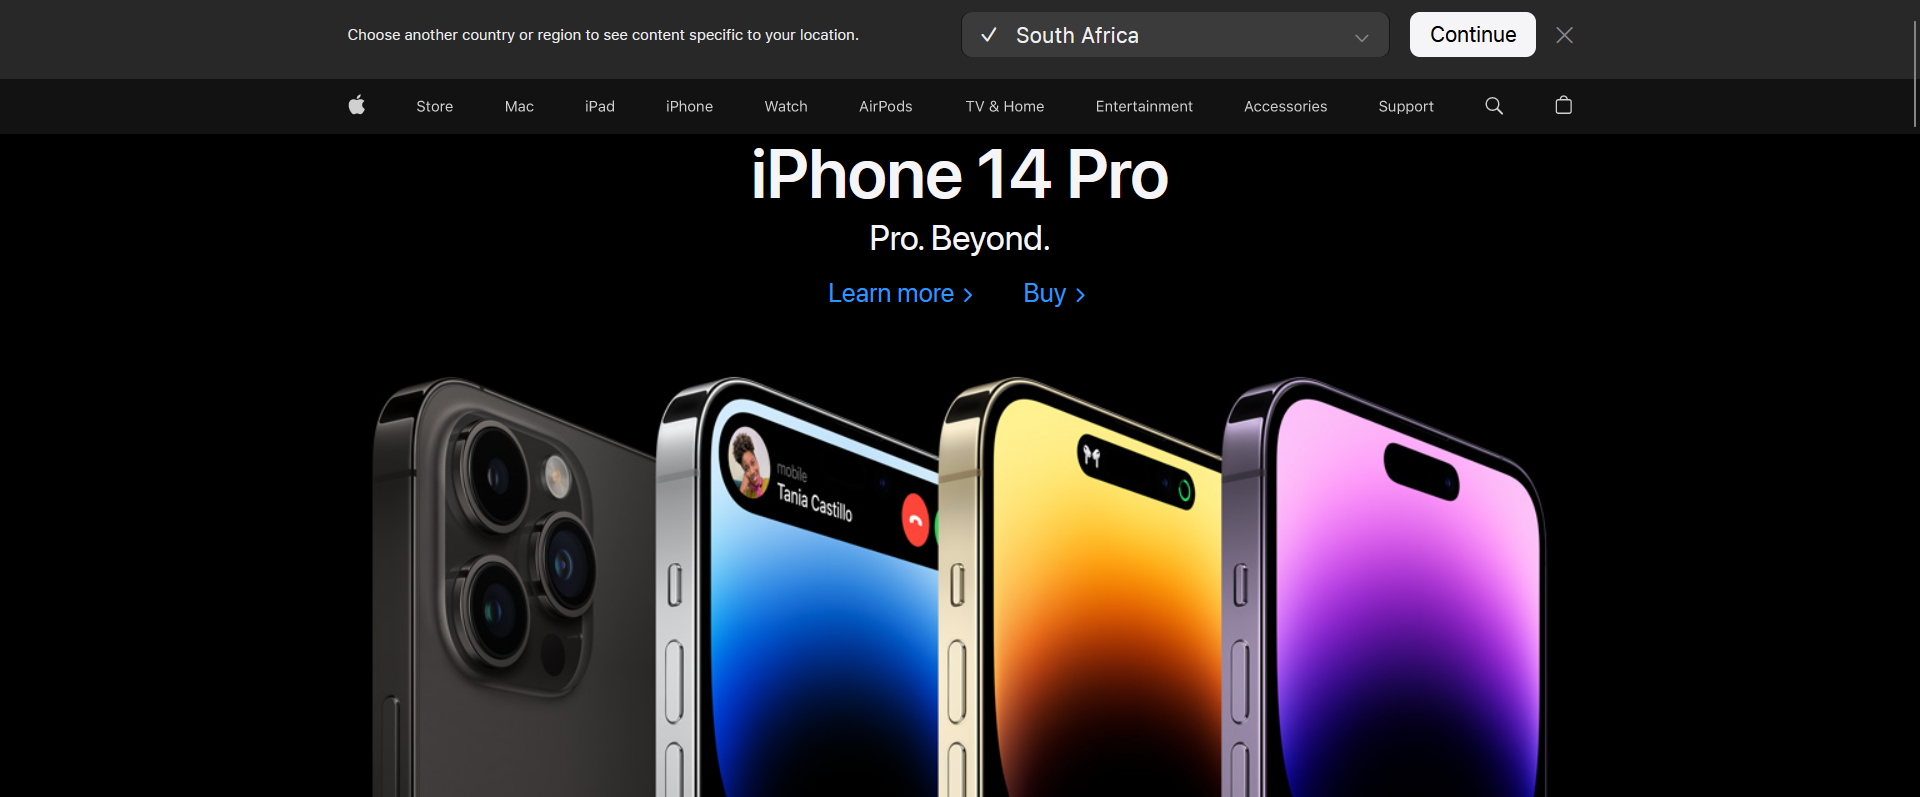 Choose another country or region to see content specific to your location.
South Africa
Continue
Store Mac iPad iPhone Watch AirPods TV & Home Entertainment Accessories Support
iPhone 14 Pro
Pro. Beyond.
Learn more > Buy >
mobile
Tania Castillo